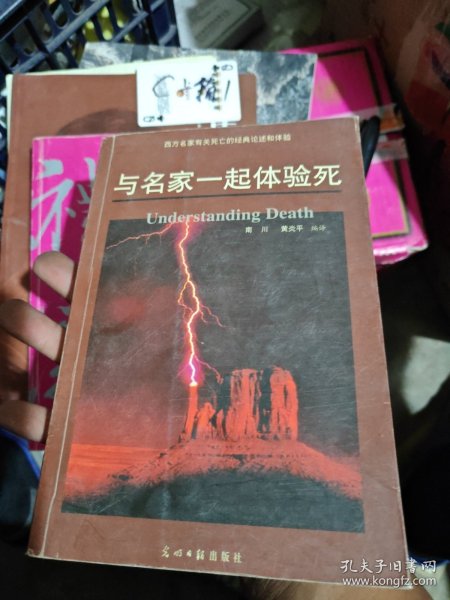 西方名家有关死亡的经典论述和体验
与名家一起体验死
Understanding Death
南川 黄炎平 编译
光明日报出版社
孔夫子旧书网
www.kongfz.com